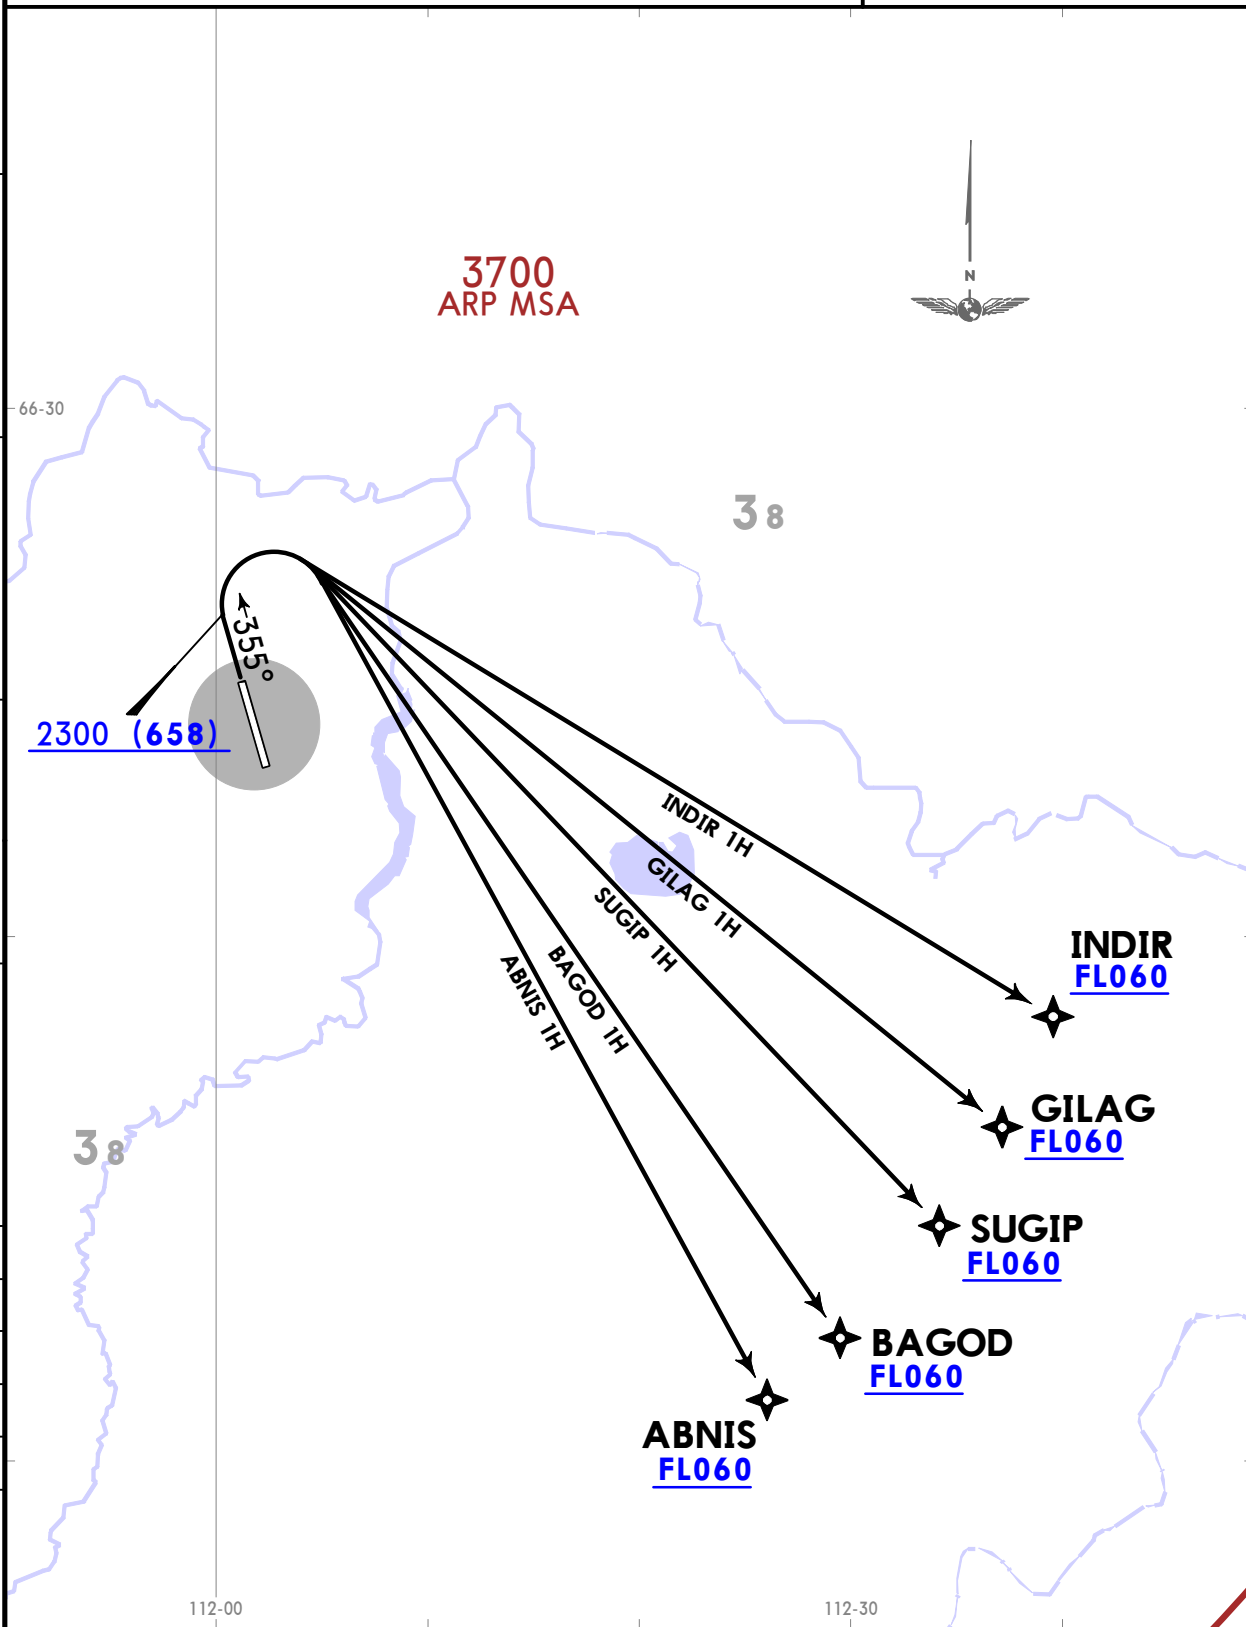 3700
ARP MSA
N
66-30
3 8
355°
2300 (658)
INDIR 1H
GILAG 1H
SUGIP 1H
BAGOD 1H
ABNIS 1H
INDIR
FL060
GILAG
FL060
3 8
SUGIP
FL060
BAGOD
FL060
ABNIS
FL060
112-00
112-30